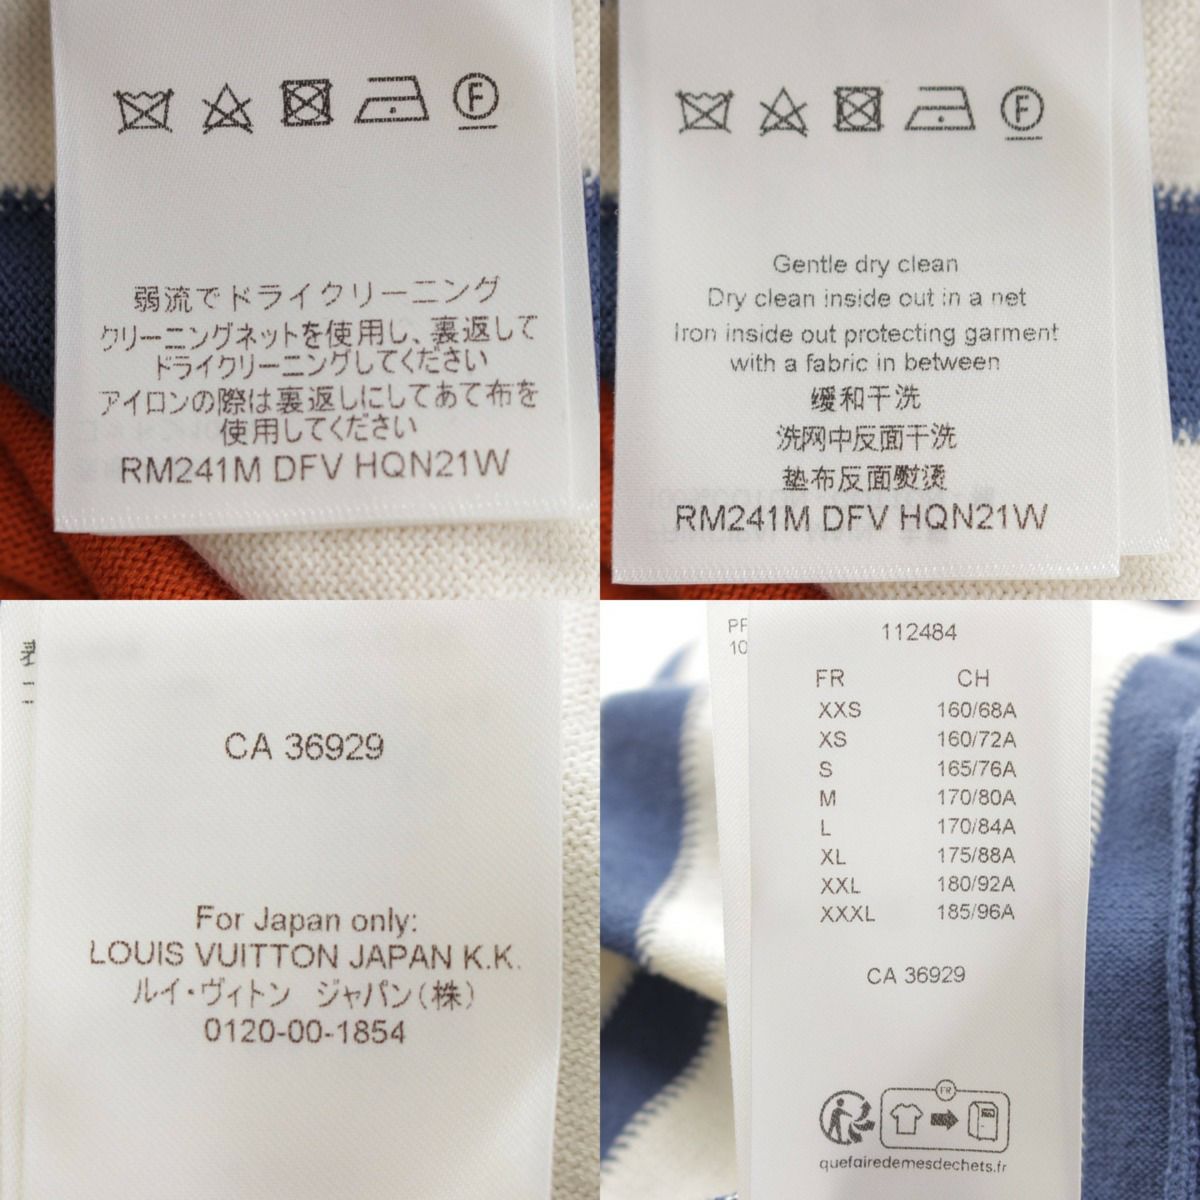 F
弱流でドライクリーニング
クリーニングネットを使用し、裏返して
ドライクリーニングしてください
アイロンの際は裏返しにしてあて布を
使用してください
RM241M DFV HQN21W
F
Gentle dry clean
Dry clean inside out in a net
Iron inside out protecting garment
with a fabric in between
缓和干洗
洗网中反面干洗
垫布反面熨烫
RM241M DFV HQN21W
CA 36929
For Japan only:
LOUIS VUITTON JAPAN K.K.
ルイ・ヴィトン ジャパン(株)
0120-00-1854
112484
FR CH
XXS 160/68A
XS 160/72A
S 165/76A
M 170/80A
L 170/84A
XL 175/88A
XXL 180/92A
XXXL 185/96A
CA 36929
FR
quefairedemesdechets.fr